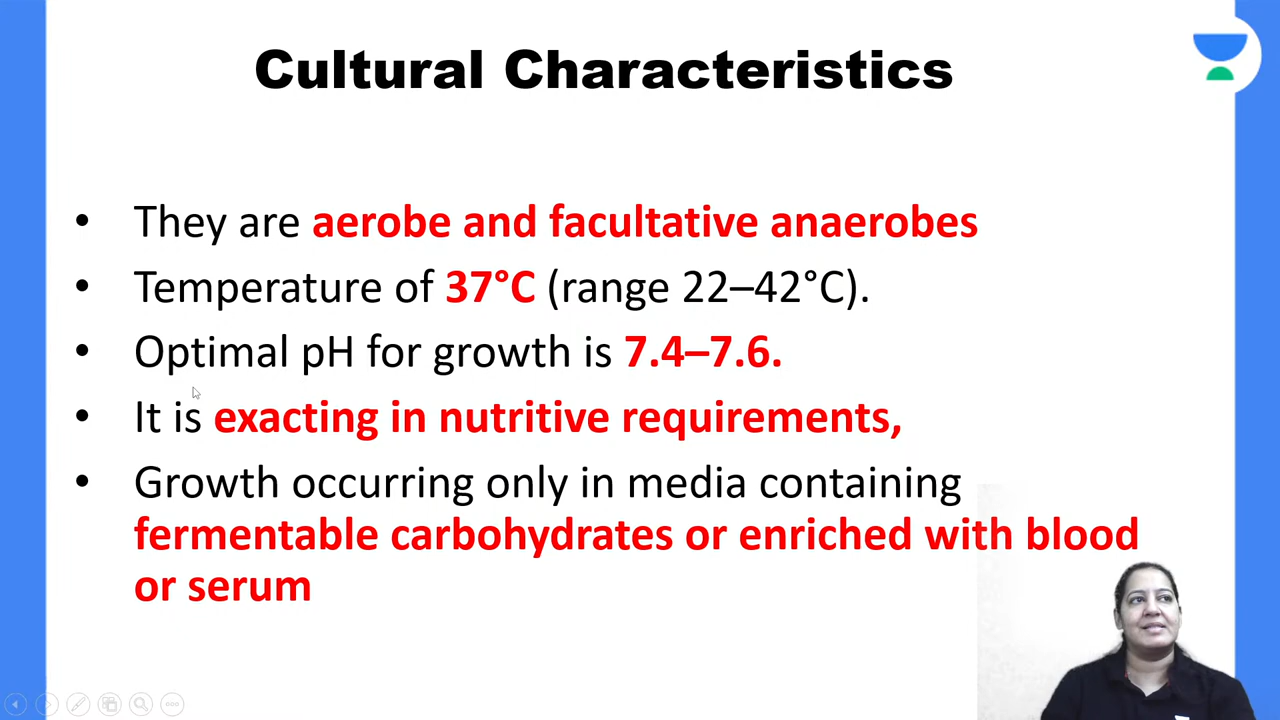 Cultural Characteristics
• They are aerobe and facultative anaerobes
• Temperature of 37°C (range 22–42°C).
• Optimal pH for growth is 7.4–7.6.
• It is exacting in nutritive requirements,
• Growth occurring only in media containing
fermentable carbohydrates or enriched with blood
or serum